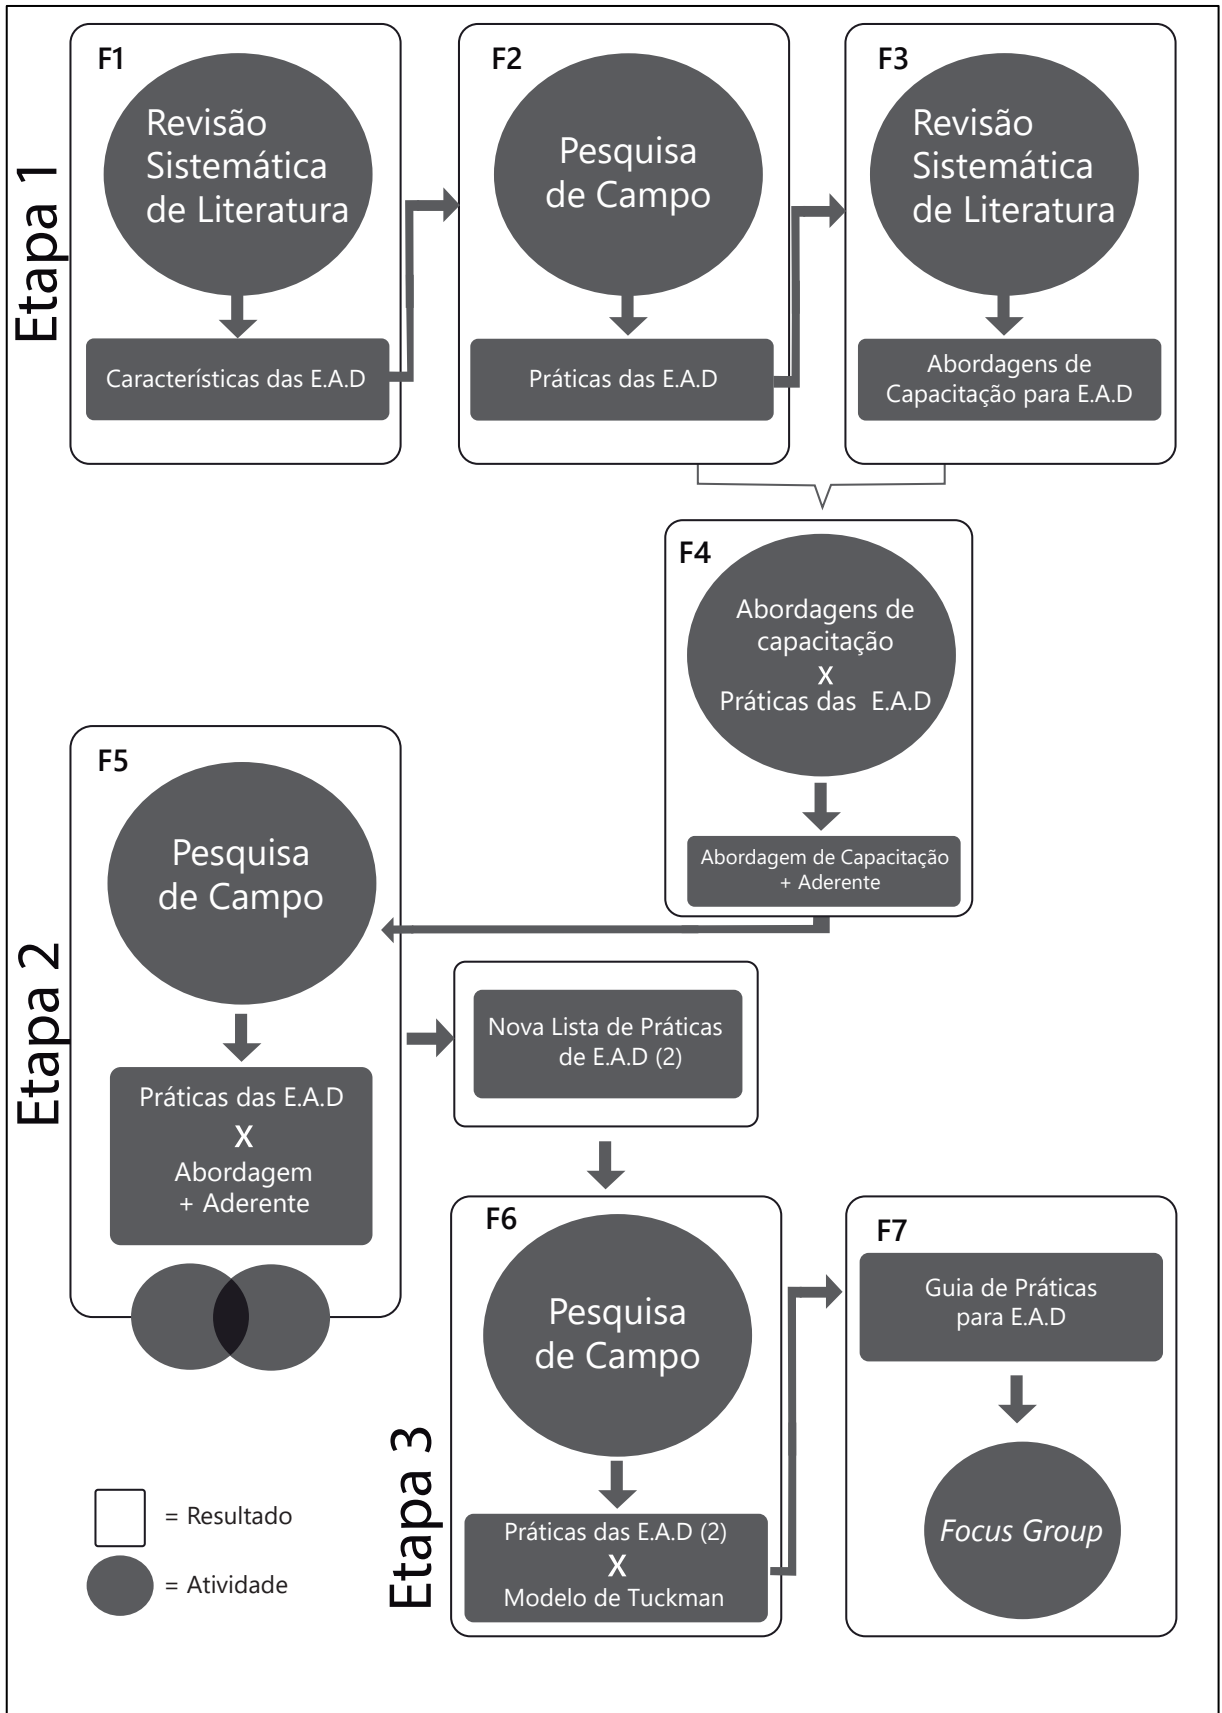 Etapa 1
F1
Revisão
Sistemática
de Literatura
Características das E.A.D
F2
Pesquisa
de Campo
Práticas das E.A.D
F3
Revisão
Sistemática
de Literatura
Abordagens de
Capacitação para E.A.D
F4
Abordagens de
capacitação
X
Práticas das E.A.D
Abordagem de Capacitação
+ Aderente
Etapa 2
F5
Pesquisa
de Campo
Práticas das E.A.D
X
Abordagem
+ Aderente
Nova Lista de Práticas
de E.A.D (2)
Etapa 3
F6
Pesquisa
de Campo
Práticas das E.A.D (2)
X
Modelo de Tuckman
F7
Guia de Práticas
para E.A.D
Focus Group
= Resultado
= Atividade